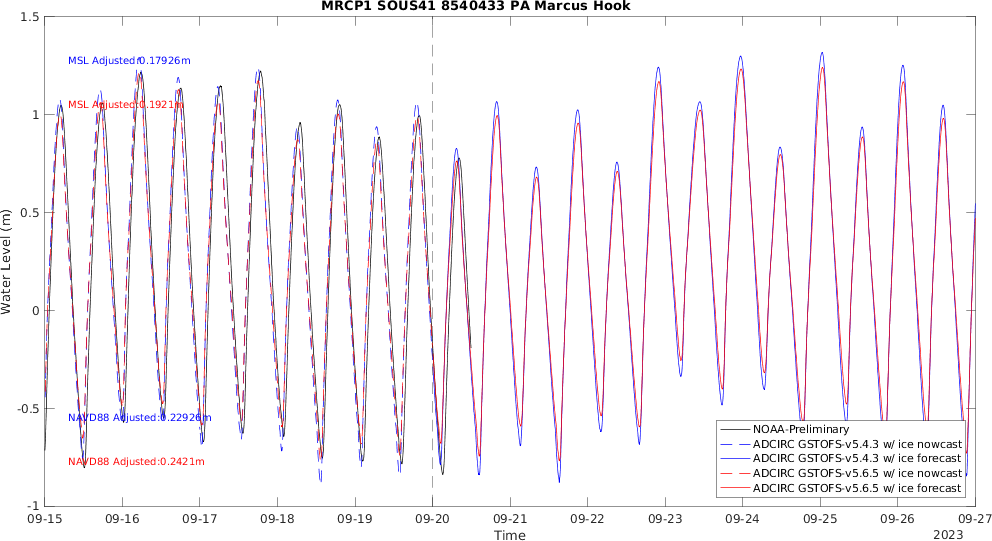 MRCP1 SOUS41 8540433 PA Marcus Hook
1.5
1
0.5
0
-0.5
-1
Water Level (m)
MSL Adjusted:0.17926m
MSL Adjusted:0.1921m
NAVD88 Adjusted:0.22926m
NAVD88 Adjusted:0.2421m
NOAA-Preliminary
ADCIRC GSTOFS-v5.4.3 w/ ice nowcast
ADCIRC GSTOFS-v5.4.3 w/ ice forecast
ADCIRC GSTOFS-v5.6.5 w/ ice nowcast
ADCIRC GSTOFS-v5.6.5 w/ ice forecast
09-15 09-16 09-17 09-18 09-19 09-20 09-21 09-22 09-23 09-24 09-25 09-26 09-27
Time
2023